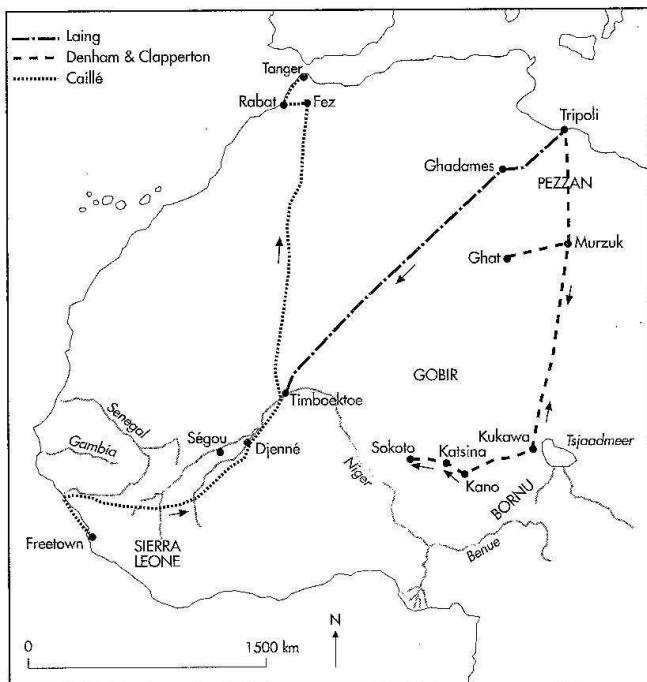 Laing
Denham & Clapperton
Caillé
Tanger
Rabat
Fez
Tripoli
Ghadames
PEZZAN
Ghat
Murzuk
GOBIR
Timboektoe
Senegal
Ségou
Gambia
Djenné
Sokoto
Katsina
Kukawa
Tsjaadmeer
Kano
Niger
BORNU
Freetown
SIERRA
LEONE
Benue
N
0
1500 km